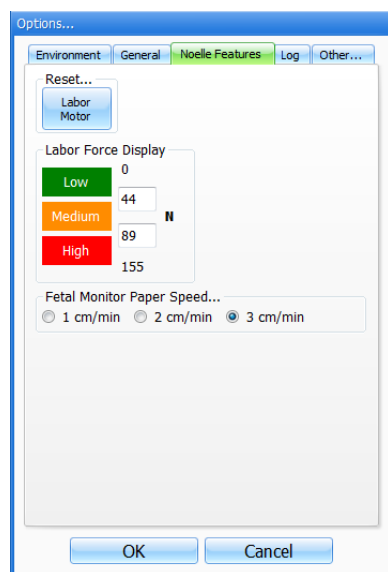 Options...
Environment General Noelle Features Log Other...
Reset...
Labor
Motor
Labor Force Display
0
Low
44
Medium N
89
High
155
Fetal Monitor Paper Speed...
1 cm/min 2 cm/min 3 cm/min
OK Cancel